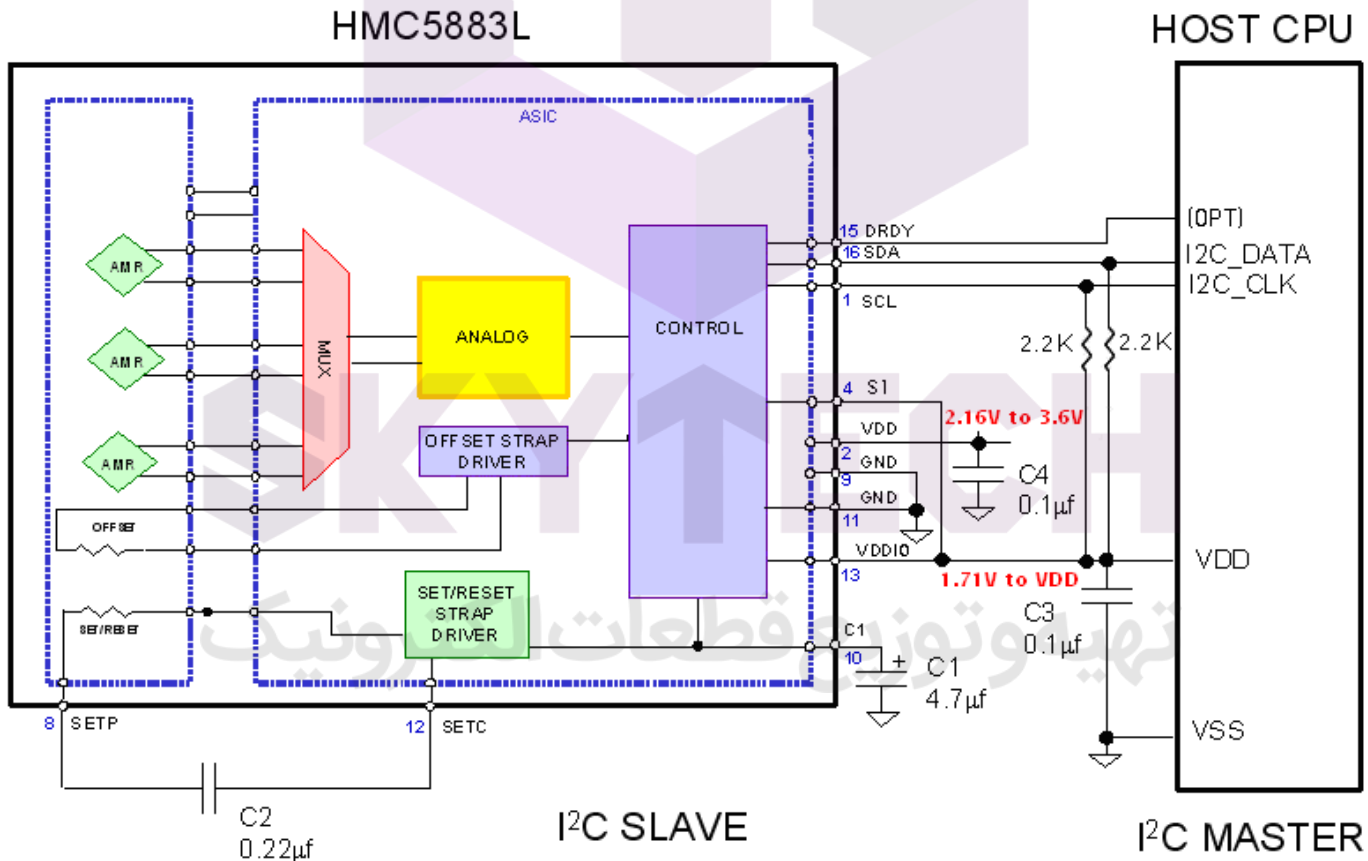 HMC5883L
HOST CPU
ASIC
AMR
AMR
AMR
MUX
ANALOG
CONTROL
OFFSET STRAP
DRIVER
OFFSET
SET/RESET
STRAP
DRIVER
SET/RESET
15 DRDY
16 SDA
1 SCL
4 S1
VDD
2
GND
9
GND
11
VDDIO
13
C1
10
2.16V to 3.6V
C4
0.1µf
1.71V to VDD
C3
0.1µf
+
C1
4.7µf
2.2K
2.2K
(OPT)
I2C_DATA
I2C_CLK
VDD
VSS
8 SETP
12 SETC
C2
0.22µf
I²C SLAVE
I²C MASTER
SKYTECH
تهیه و توزیع قطعات الکترونیک